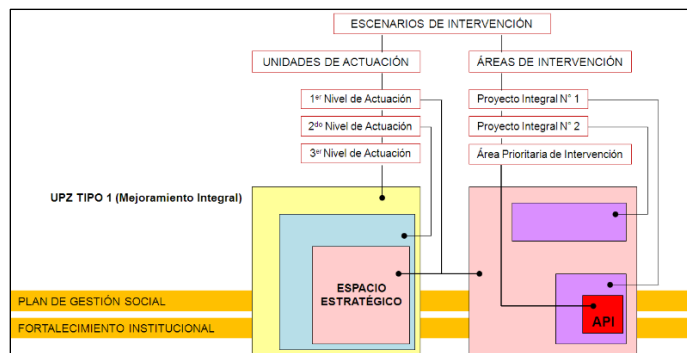 ESCENARIOS DE INTERVENCIÓN
UNIDADES DE ACTUACIÓN
ÁREAS DE INTERVENCIÓN
1er Nivel de Actuación
Proyecto Integral N° 1
2do Nivel de Actuación
Proyecto Integral N° 2
3er Nivel de Actuación
Área Prioritaria de Intervención
UPZ TIPO 1 (Mejoramiento Integral)
ESPACIO
ESTRATÉGICO
PLAN DE GESTIÓN SOCIAL
API
FORTALECIMIENTO INSTITUCIONAL